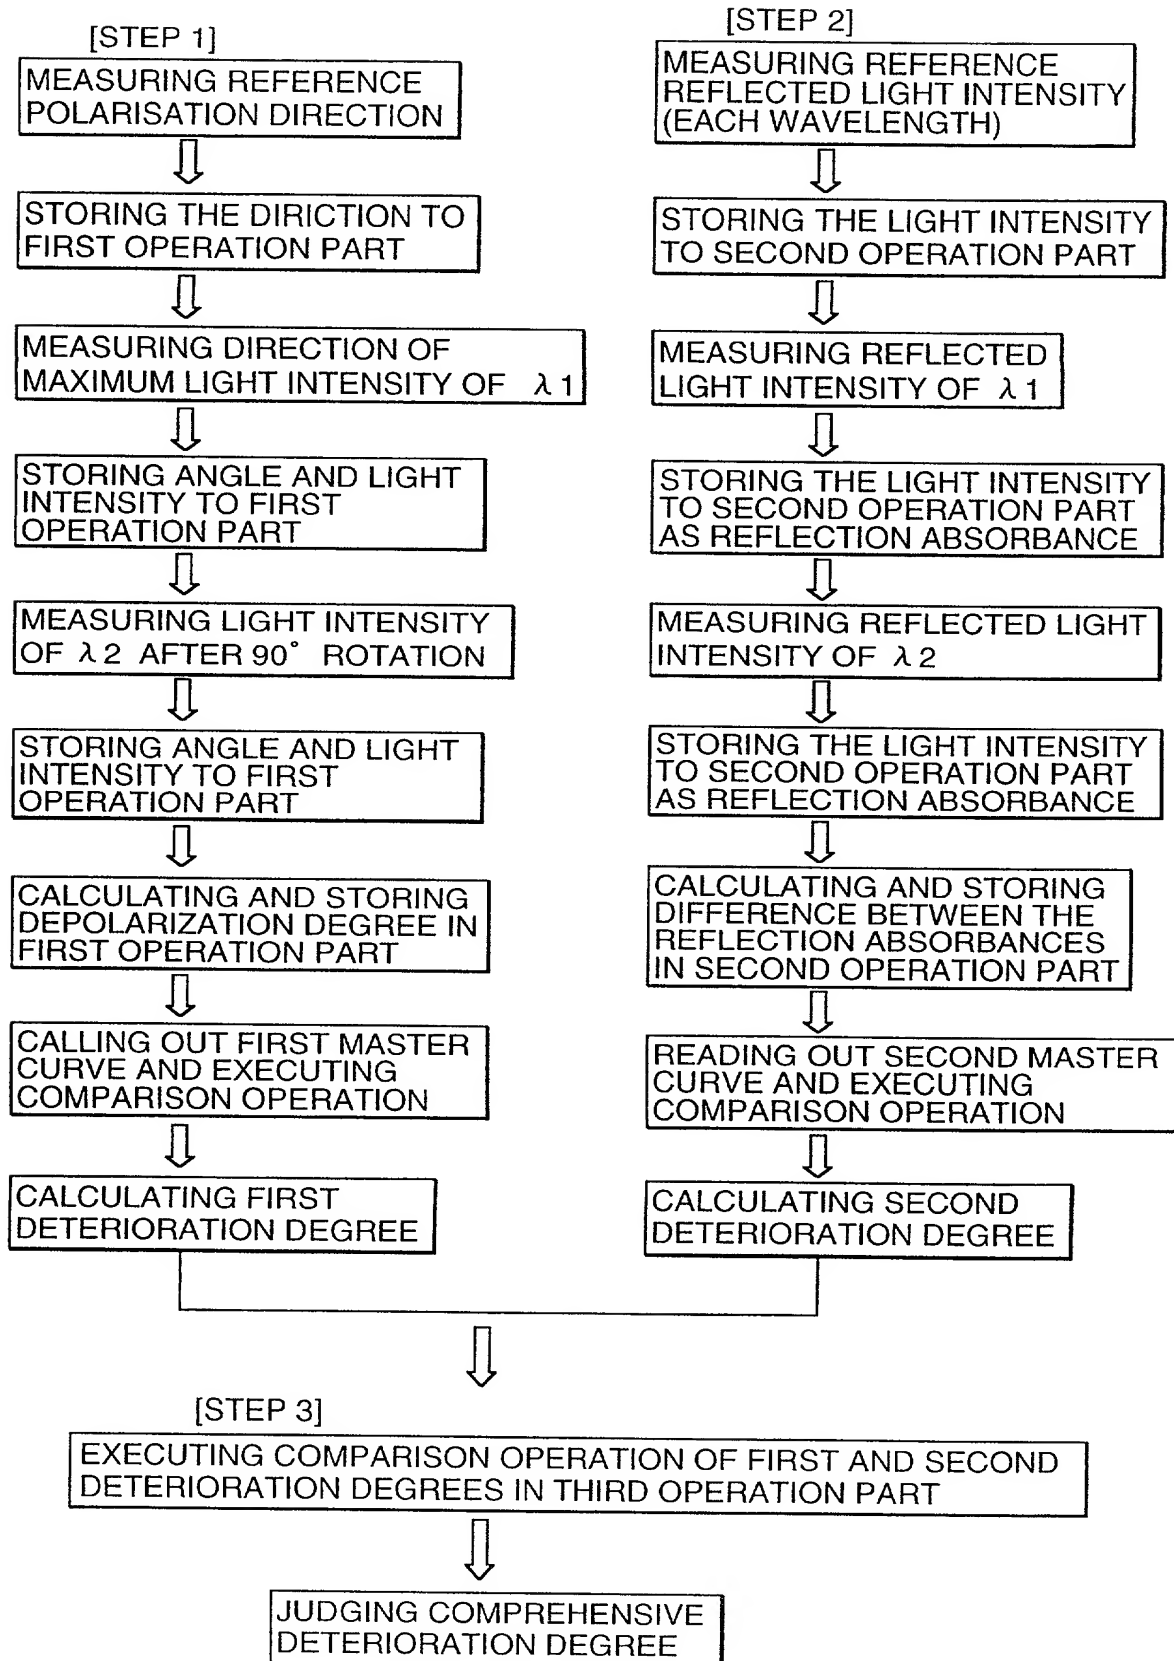 [STEP 1]
MEASURING REFERENCE
POLARISATION DIRECTION
STORING THE DIRICTION TO
FIRST OPERATION PART
MEASURING DIRECTION OF
MAXIMUM LIGHT INTENSITY OF λ1
STORING ANGLE AND LIGHT
INTENSITY TO FIRST
OPERATION PART
MEASURING LIGHT INTENSITY
OF λ2 AFTER 90° ROTATION
STORING ANGLE AND LIGHT
INTENSITY TO FIRST
OPERATION PART
CALCULATING AND STORING
DEPOLARIZATION DEGREE IN
FIRST OPERATION PART
CALLING OUT FIRST MASTER
CURVE AND EXECUTING
COMPARISON OPERATION
CALCULATING FIRST
DETERIORATION DEGREE
[STEP 2]
MEASURING REFERENCE
REFLECTED LIGHT INTENSITY
(EACH WAVELENGTH)
STORING THE LIGHT INTENSITY
TO SECOND OPERATION PART
MEASURING REFLECTED
LIGHT INTENSITY OF λ1
STORING THE LIGHT INTENSITY
TO SECOND OPERATION PART
AS REFLECTION ABSORBANCE
MEASURING REFLECTED LIGHT
INTENSITY OF λ2
STORING THE LIGHT INTENSITY
TO SECOND OPERATION PART
AS REFLECTION ABSORBANCE
CALCULATING AND STORING
DIFFERENCE BETWEEN THE
REFLECTION ABSORBANCES
IN SECOND OPERATION PART
READING OUT SECOND MASTER
CURVE AND EXECUTING
COMPARISON OPERATION
CALCULATING SECOND
DETERIORATION DEGREE
[STEP 3]
EXECUTING COMPARISON OPERATION OF FIRST AND SECOND
DETERIORATION DEGREES IN THIRD OPERATION PART
JUDGING COMPREHENSIVE
DETERIORATION DEGREE